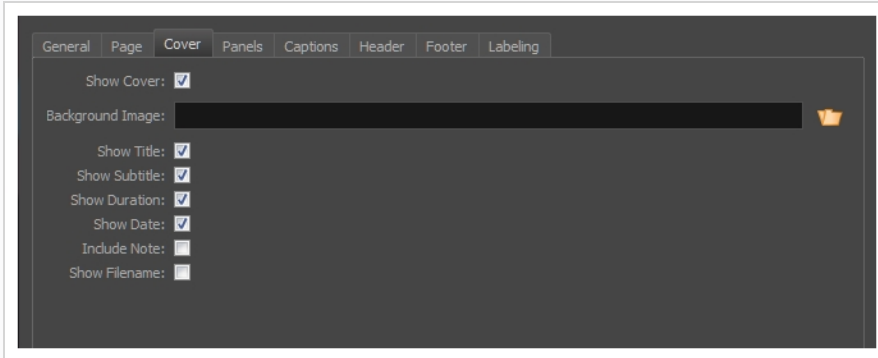 General Page Cover Panels Captions Header Footer Labeling
Show Cover:
Background Image:
Show Title:
Show Subtitle:
Show Duration:
Show Date:
Include Note:
Show Filename: